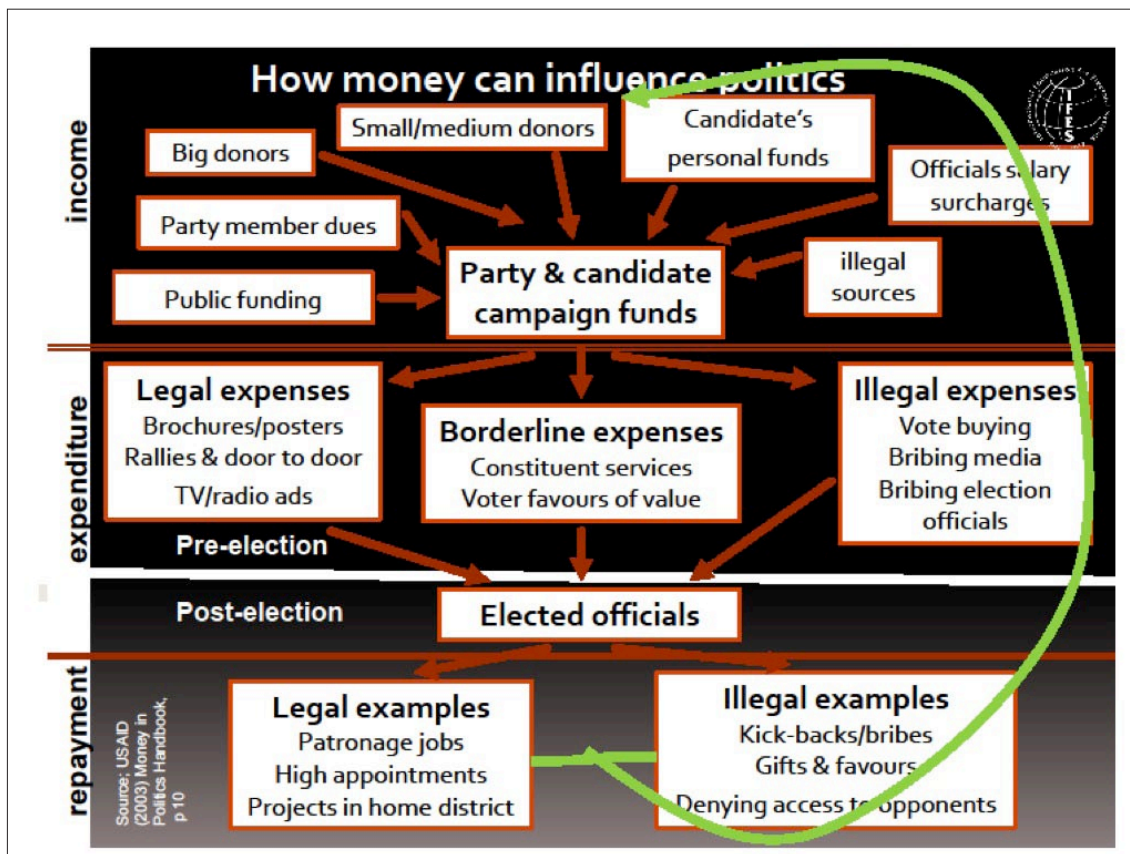 How money can influence politics
IFES
income
Big donors
Small/medium donors
Candidate's
personal funds
Officials salary
surcharges
Party member dues
Public funding
illegal
sources
Party & candidate
campaign funds
expenditure
Legal expenses
Brochures/posters
Rallies & door to door
TV/radio ads
Borderline expenses
Constituent services
Voter favours of value
Illegal expenses
Vote buying
Bribing media
Bribing election
officials
Pre-election
Post-election
Elected officials
repayment
Source; USAID
(2003) Money in
Politics Handbook,
p 10
Legal examples
Patronage jobs
High appointments
Projects in home district
Illegal examples
Kick-backs/bribes
Gifts & favours
Denying access to opponents